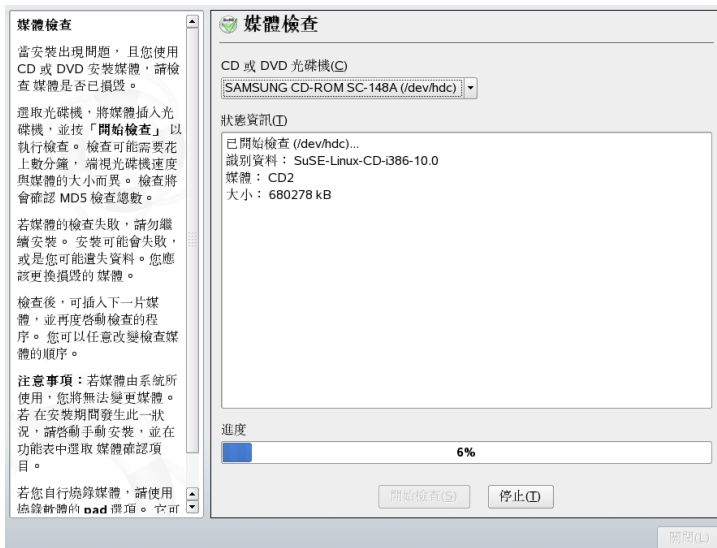 媒體檢查
當安裝出現問題，且您使用
CD 或 DVD 安裝媒體，請檢
查 媒體是否已損毀。
選取光碟機，將媒體插入光
碟機，並按「開始檢查」 以
執行檢查。 檢查可能需要花
上數分鐘， 端視光碟機速度
與媒體的大小而異。 檢查將
會確認 MD5 檢查總數。
若媒體的檢查失敗，請勿繼
續安裝。 安裝可能會失敗，
或是您可能遺失資料。您應
該更換損毀的 媒體。
檢查後，可插入下一片媒
體，並再度啓動檢查的程
序。 您可以任意改變檢查媒
體的順序。
注意事項：若媒體由系統所
使用，您將無法變更媒體。
若 在安裝期間發生此一狀
況，請啓動手動安裝，並在
功能表中選取 媒體確認項
目。
若您自行燒錄媒體，請使用
燒錄軟體的 pad 選項。 它可
媒體檢查
CD 或 DVD 光碟機(C)
SAMSUNG CD-ROM SC-148A (/dev/hdc)
狀態資訊(T)
已開始檢查 (/dev/hdc)...
識別資料： SuSE-Linux-CD-i386-10.0
媒體： CD2
大小： 680278 kB
進度
6%
開始檢查(S)
停止(T)
關閉(L)